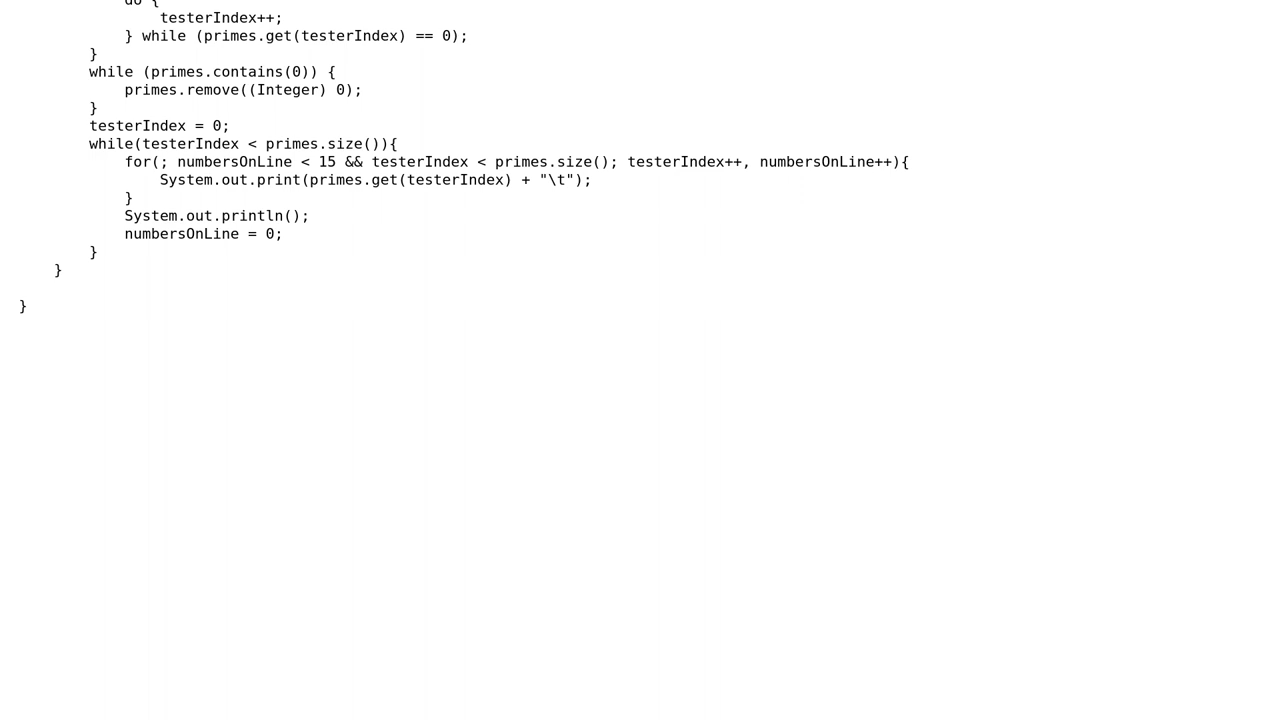 do {
testerIndex++;
} while (primes.get(testerIndex) == 0);
}
while (primes.contains(0)) {
primes.remove((Integer) 0);
}
testerIndex = 0;
while(testerIndex < primes.size()){
for(; numbersOnLine < 15 && testerIndex < primes.size(); testerIndex++, numbersOnLine++){
System.out.print(primes.get(testerIndex) + "\t");
}
System.out.println();
numbersOnLine = 0;
}
}
}